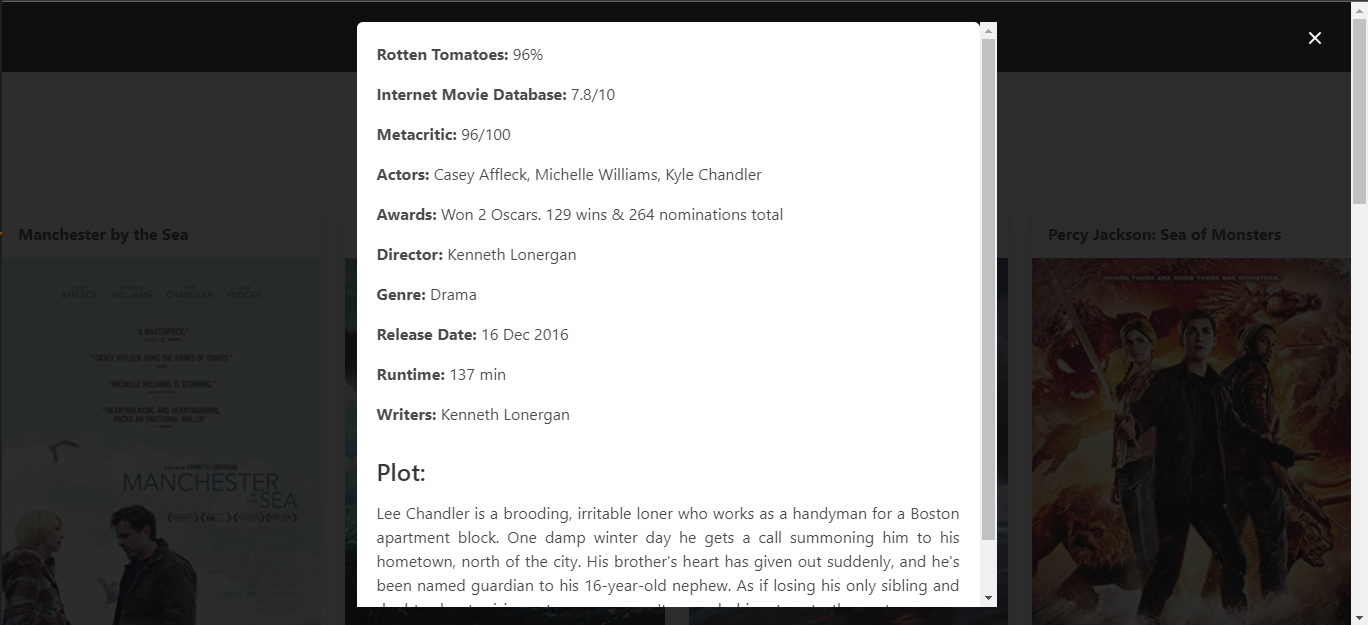 Rotten Tomatoes: 96%
Internet Movie Database: 7.8/10
Metacritic: 96/100
Actors: Casey Affleck, Michelle Williams, Kyle Chandler
Awards: Won 2 Oscars. 129 wins & 264 nominations total
Director: Kenneth Lonergan
Genre: Drama
Release Date: 16 Dec 2016
Runtime: 137 min
Writers: Kenneth Lonergan
Plot:
Lee Chandler is a brooding, irritable loner who works as a handyman for a Boston
apartment block. One damp winter day he gets a call summoning him to his
hometown, north of the city. His brother's heart has given out suddenly, and he's
been named guardian to his 16-year-old nephew. As if losing his only sibling and
Manchester by the Sea
AFFLECK WILLIAMS CHANDLER HEDGES
"A MASTERPIECE."
"CASEY AFFLECK JOINS THE RANKS OF GIANTS."
"MICHELLE WILLIAMS IS STUNNING."
"HEARTBREAKING AND HEARTWARMING.
PACKS AN EMOTIONAL WALLOP."
MANCHESTER
BY THE SEA
Percy Jackson: Sea of Monsters
WHERE THERE ARE GODS THERE ARE MONSTERS.